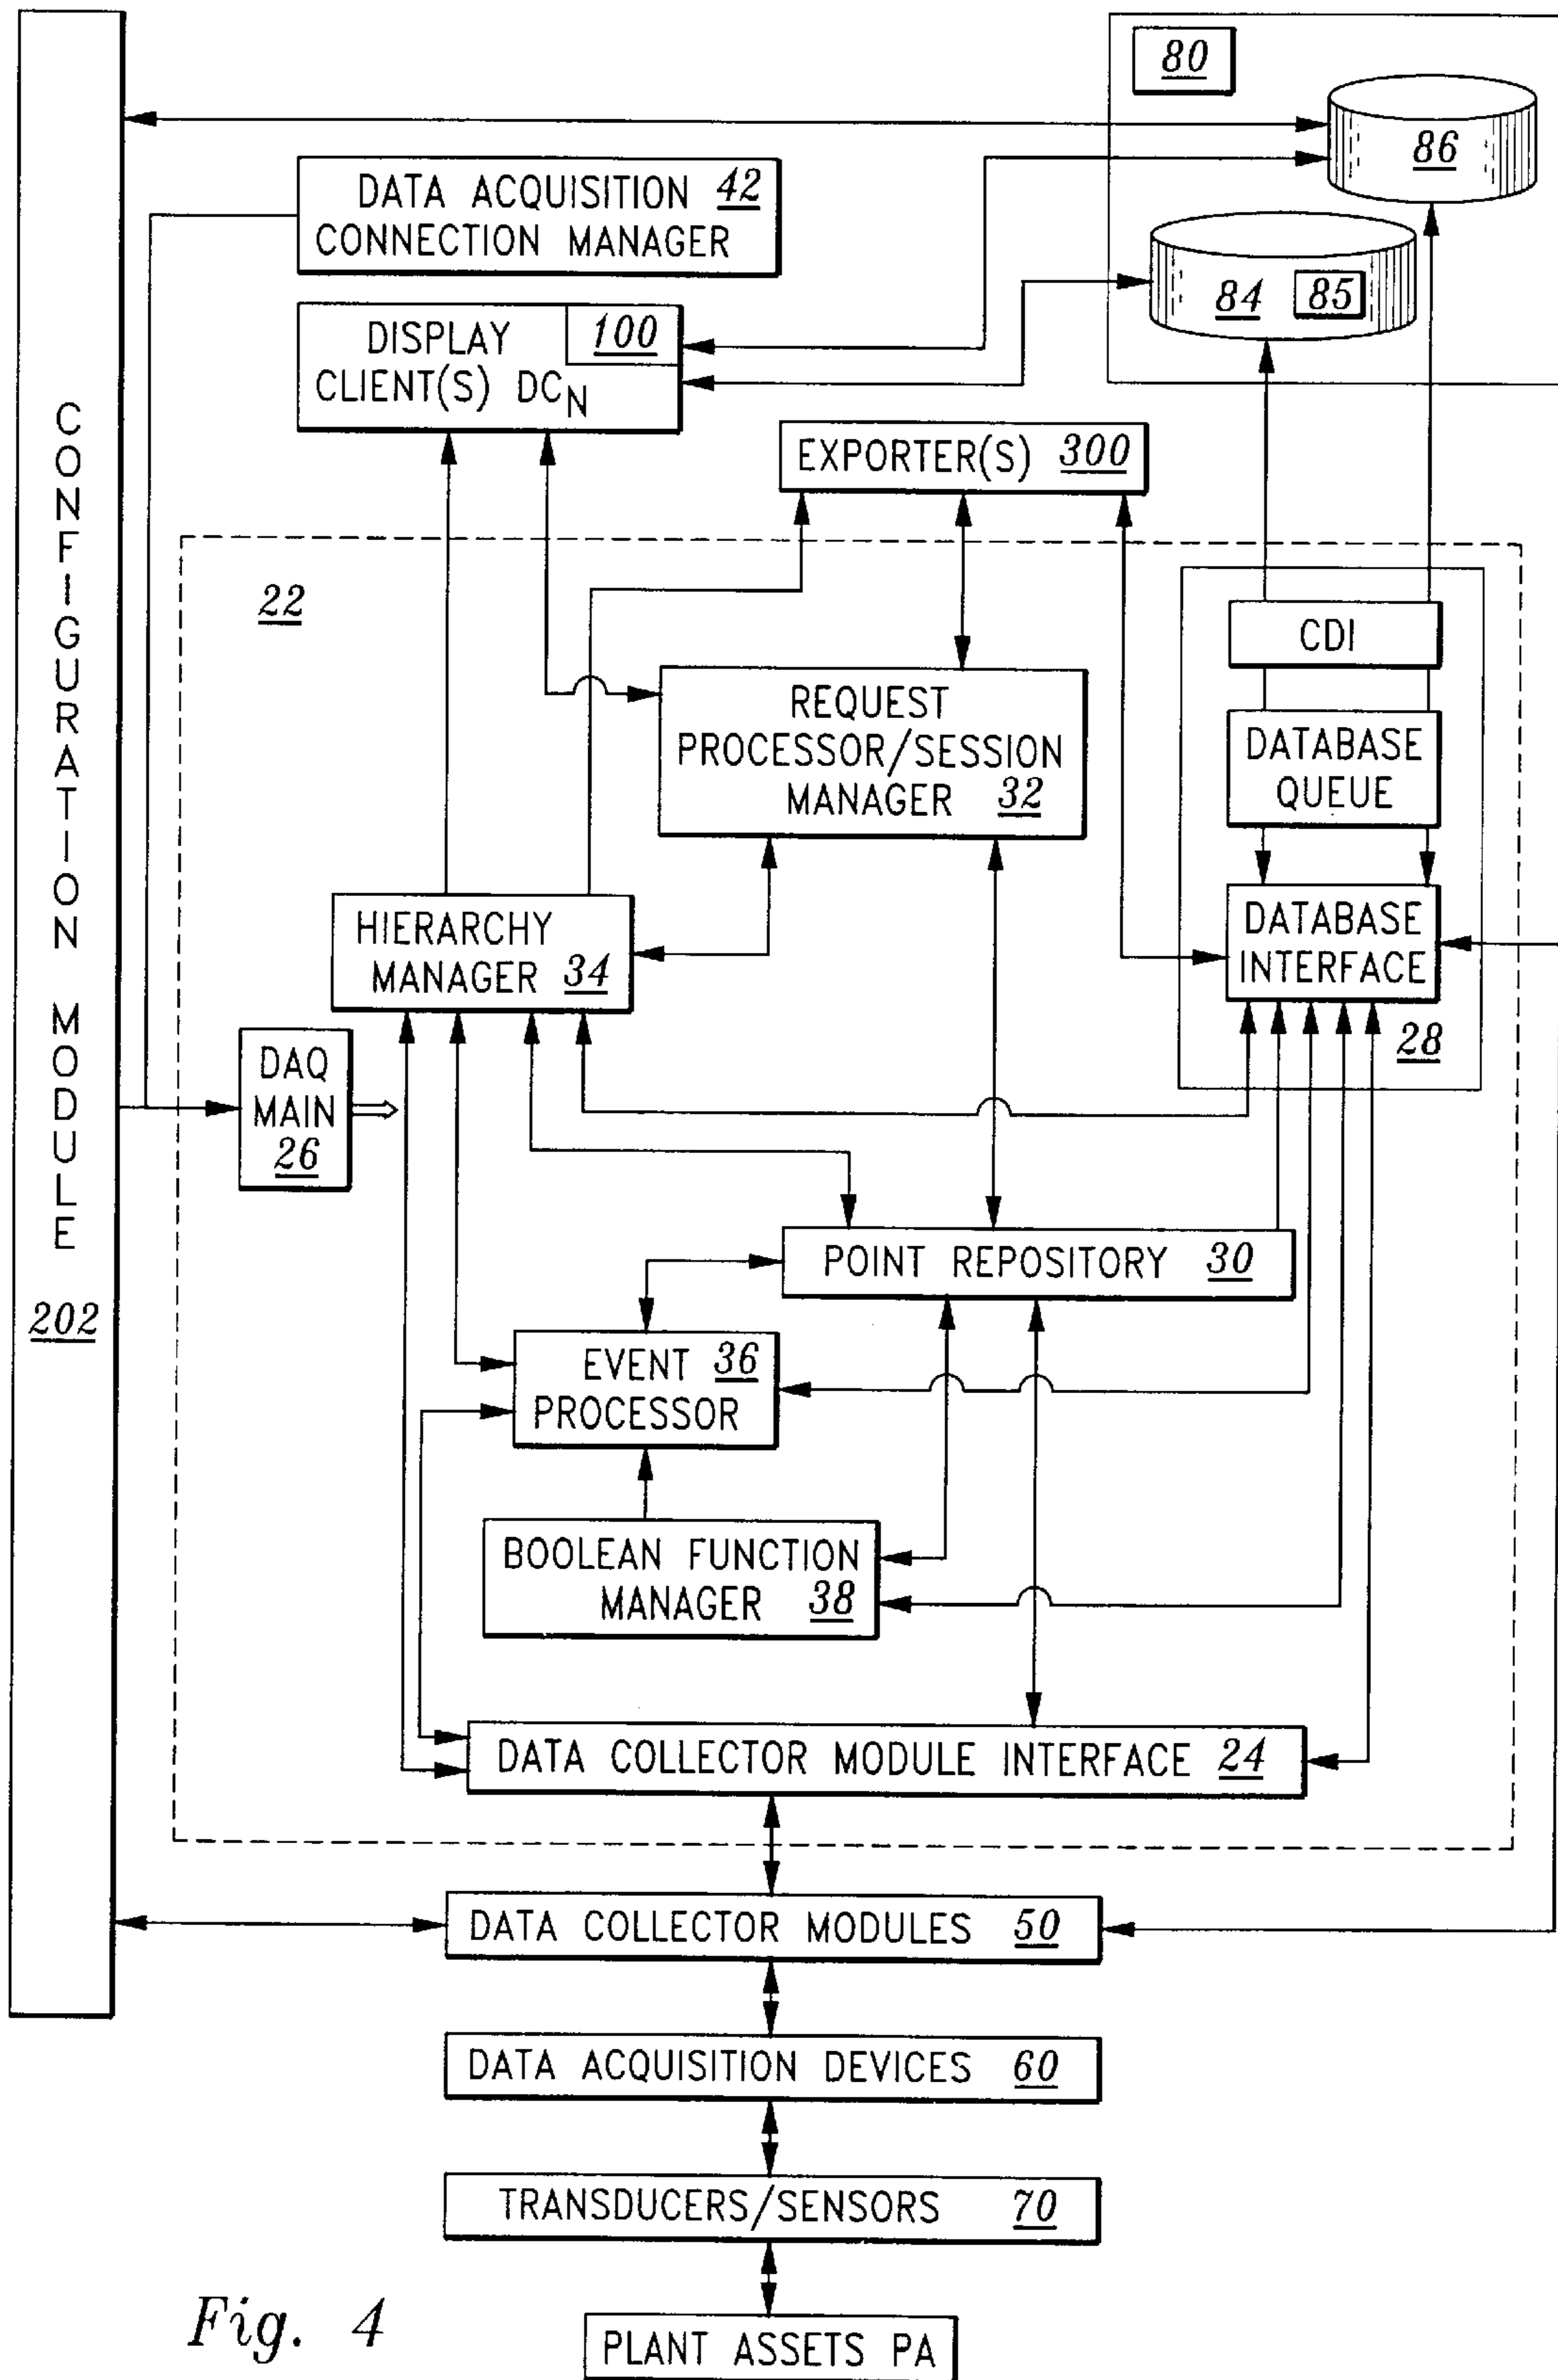 80
86
DATA ACQUISITION 42
CONNECTION MANAGER
84 85
DISPLAY 100
CLIENT(S) DCN
EXPORTER(S) 300
CONFIGURATION MODULE
202
22
CDI
REQUEST
PROCESSOR/SESSION
MANAGER 32
DATABASE
QUEUE
HIERARCHY
MANAGER 34
DATABASE
INTERFACE
28
DAQ
MAIN
26
POINT REPOSITORY 30
EVENT 36
PROCESSOR
BOOLEAN FUNCTION
MANAGER 38
DATA COLLECTOR MODULE INTERFACE 24
DATA COLLECTOR MODULES 50
DATA ACQUISITION DEVICES 60
TRANSDUCERS/SENSORS 70
PLANT ASSETS PA
Fig. 4